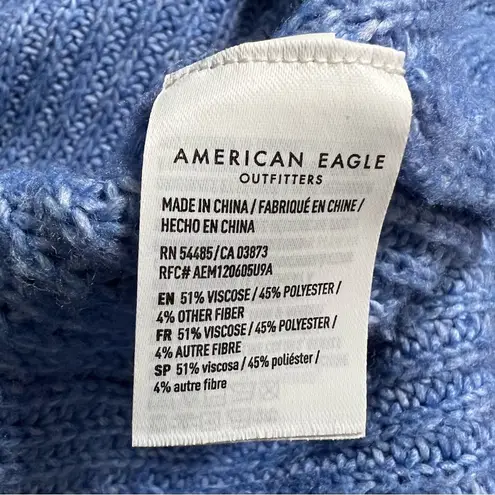 AMERICAN EAGLE
OUTFITTERS
MADE IN CHINA / FABRIQUÉ EN CHINE /
HECHO EN CHINA
RN 54485/CA 03873
RFC# AEM120605U9A
EN 51% VISCOSE / 45% POLYESTER /
4% OTHER FIBER
FR 51% VISCOSE / 45% POLYESTER /
4% AUTRE FIBRE
SP 51% viscosa / 45% poliéster /
4% autre fibre